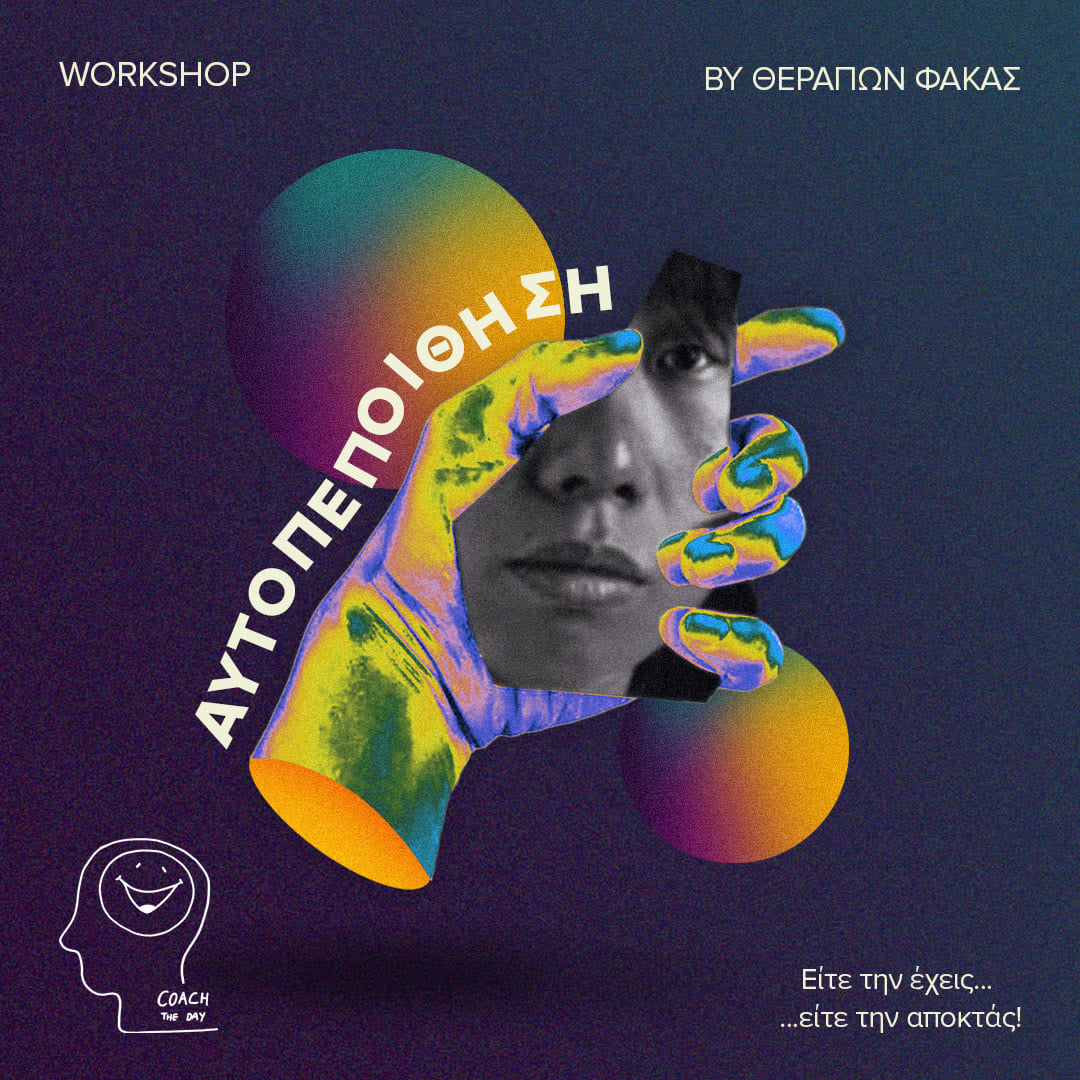 WORKSHOP
BY ΘΕΡΑΠΩΝ ΦΑΚΑΣ
ΑΥΤΟΠΕΠΟΙΘΗΣΗ
COACH
THE DAY
Είτε την έχεις...
...είτε την αποκτάς!